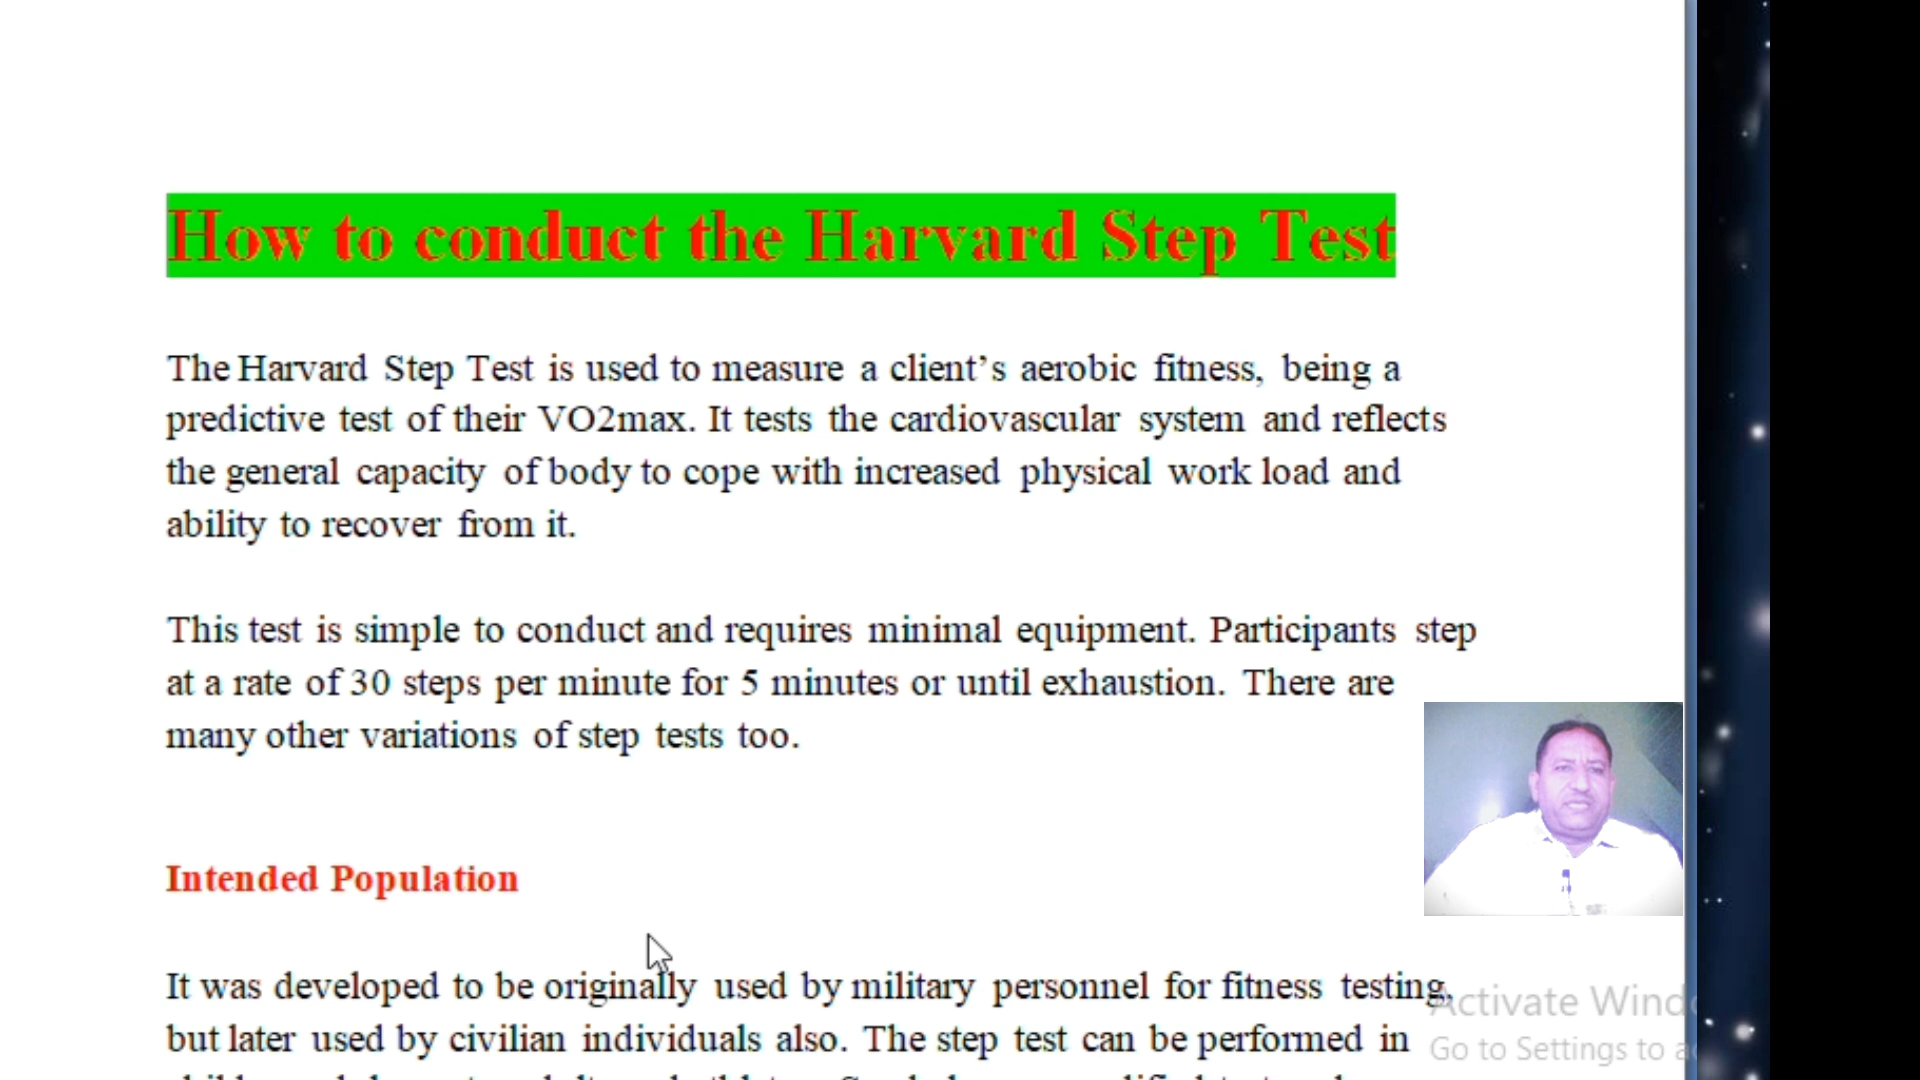 How to conduct the Harvard Step Test
The Harvard Step Test is used to measure a client’s aerobic fitness, being a
predictive test of their VO2max. It tests the cardiovascular system and reflects
the general capacity of body to cope with increased physical work load and
ability to recover from it.
This test is simple to conduct and requires minimal equipment. Participants step
at a rate of 30 steps per minute for 5 minutes or until exhaustion. There are
many other variations of step tests too.
Intended Population
It was developed to be originally used by military personnel for fitness testing,
but later used by civilian individuals also. The step test can be performed in
Activate
Go to Settings to